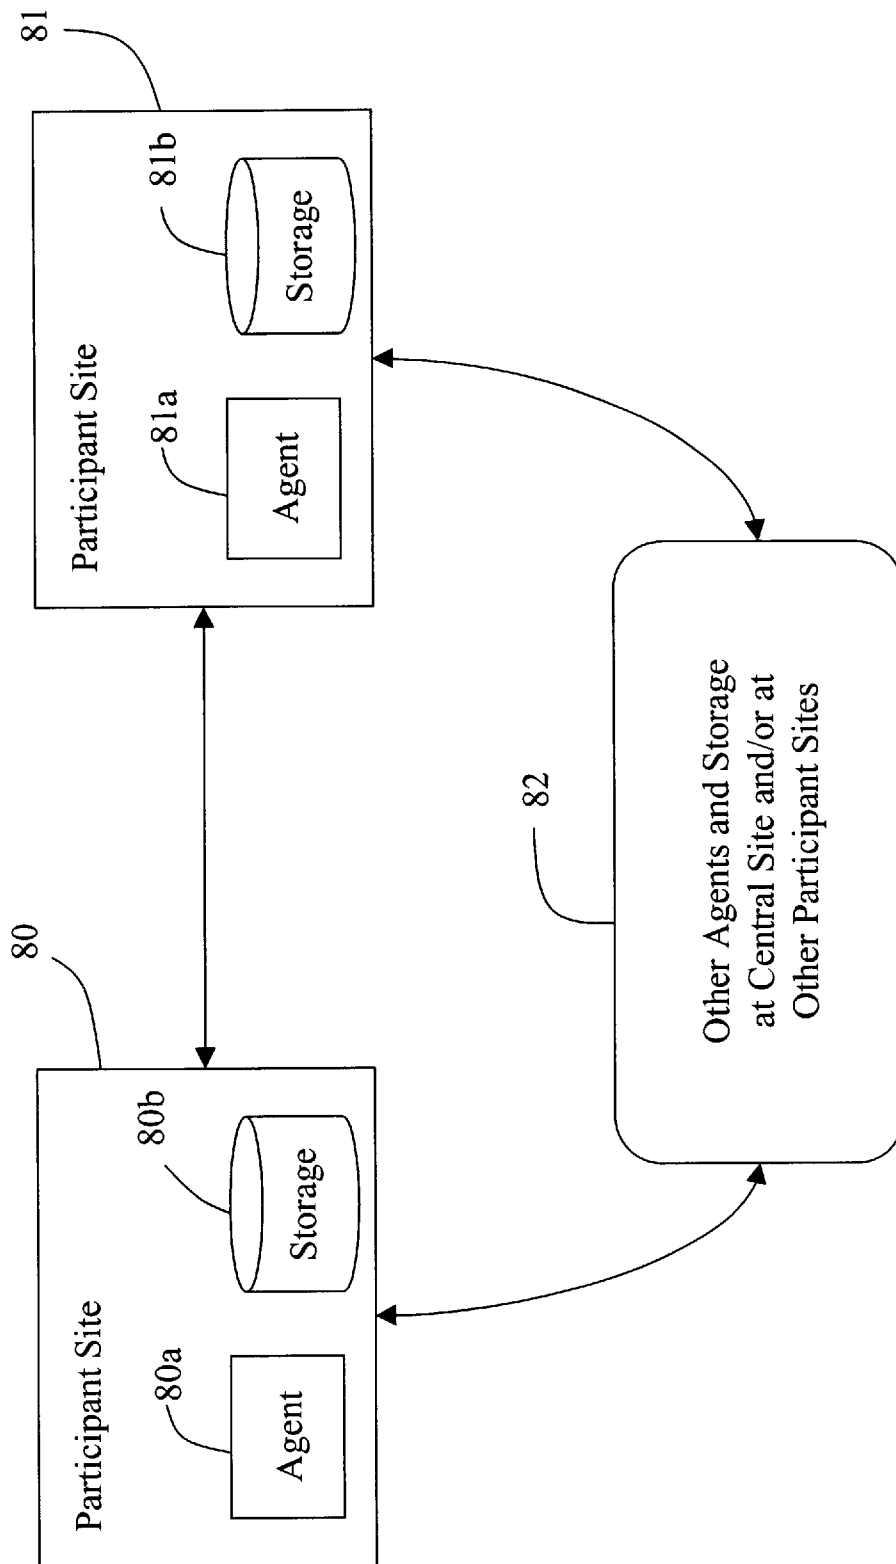 80
Participant Site
80a
80b
Agent
Storage
81
Participant Site
81a
81b
Agent
Storage
82
Other Agents and Storage
at Central Site and/or at
Other Participant Sites